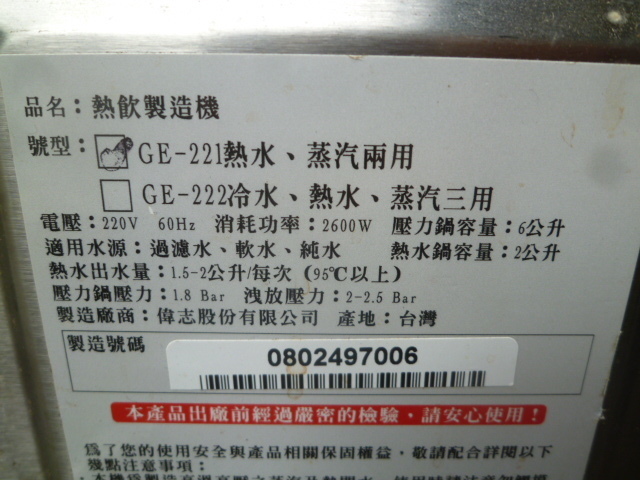 品名：熱飲製造機
號型：GE-221熱水、蒸汽兩用
GE-222冷水、熱水、蒸汽三用
電壓：220V 60Hz 消耗功率：2600W 壓力鍋容量：6公升
適用水源：過濾水、軟水、純水 熱水鍋容量：2公升
熱水出水量：1.5-2公升/每次（95℃以上）
壓力鍋壓力：1.8 Bar 洩放壓力：2-2.5 Bar
製造廠商：偉志股份有限公司 產地：台灣
製造號碼
0802497006
本產品出廠前經過嚴密的檢驗、請安心使用！
為了您的使用安全與產品相關保固權益，敬請配合詳閱以下
幾點注意事項：